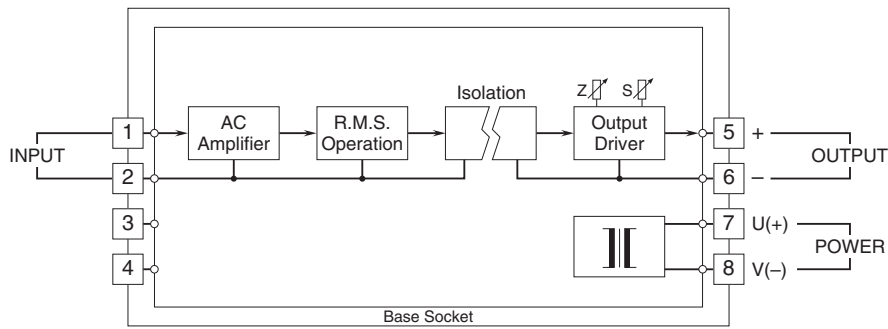 Isolation
Z
S
1
AC
Amplifier
R.M.S.
Operation
Output
Driver
5
+
INPUT
OUTPUT
2
6
–
3
7
U(+)
POWER
4
8
V(–)
Base Socket